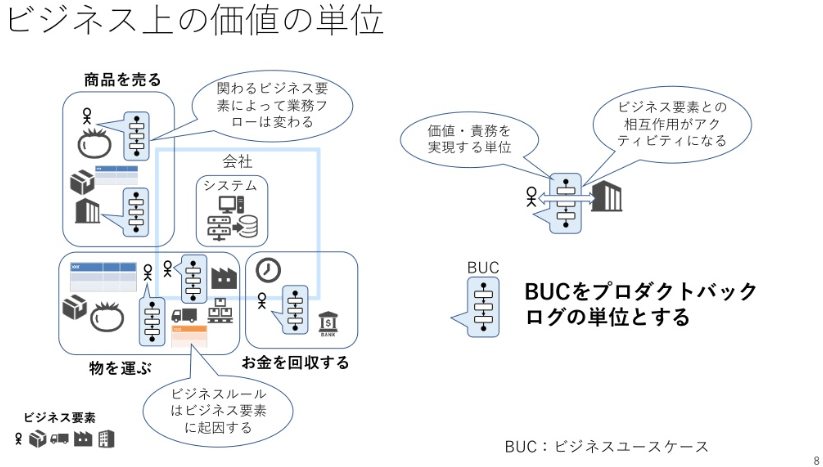 ビジネス上の価値の単位
商品を売る
関わるビジネス要
素によって業務フ
ローは変わる
会社
システム
物を運ぶ
お金を回収する
BANK
ビジネスルール
はビジネス要素
に起因する
ビジネス要素
価値・責務を
実現する単位
ビジネス要素との
相互作用がアク
ティビティになる
BUC
BUCをプロダクトバック
ログの単位とする
BUC：ビジネスユースケース
8